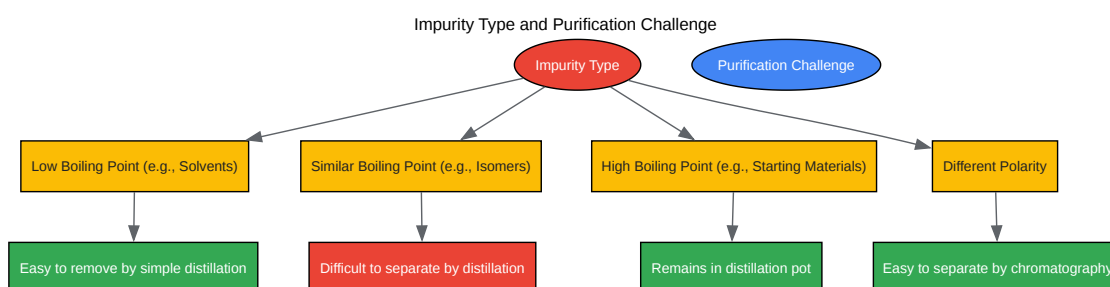 Impurity Type and Purification Challenge
Impurity Type
Purification Challenge
Low Boiling Point (e.g., Solvents)
Similar Boiling Point (e.g., Isomers)
High Boiling Point (e.g., Starting Materials)
Different Polarity
Easy to remove by simple distillation
Difficult to separate by distillation
Remains in distillation pot
Easy to separate by chromatography